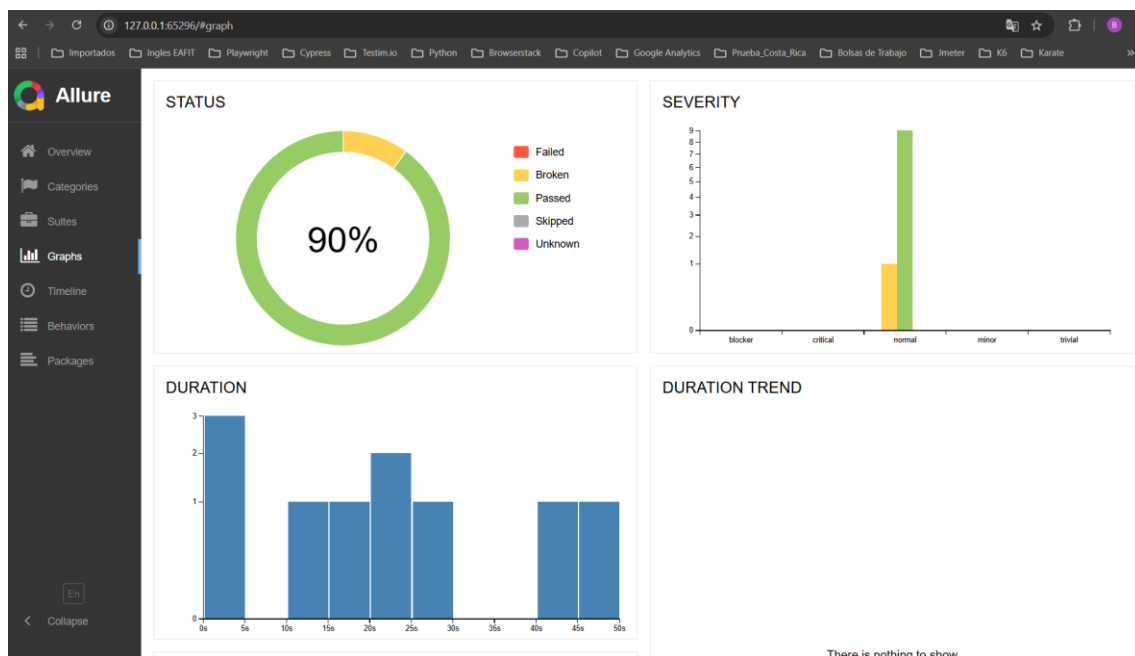 127.0.0.1:65296/#graph
B
Importados Ingles EAFIT Playwright Cypress Testim.io Python Browserstack Copilot Google Analytics Prueba_Costa_Rica Bolsas de Trabajo Jmeter K6 Karate »
Allure
Overview
Categories
Suites
Graphs
Timeline
Behaviors
Packages
En
Collapse
STATUS
90%
Failed
Broken
Passed
Skipped
Unknown
SEVERITY
9
8
7
6
5
4
3
2
1
0
blocker critical normal minor trivial
DURATION
3
2
1
0
0s 5s 10s 15s 20s 25s 30s 35s 40s 45s 50s
DURATION TREND
There is nothing to show